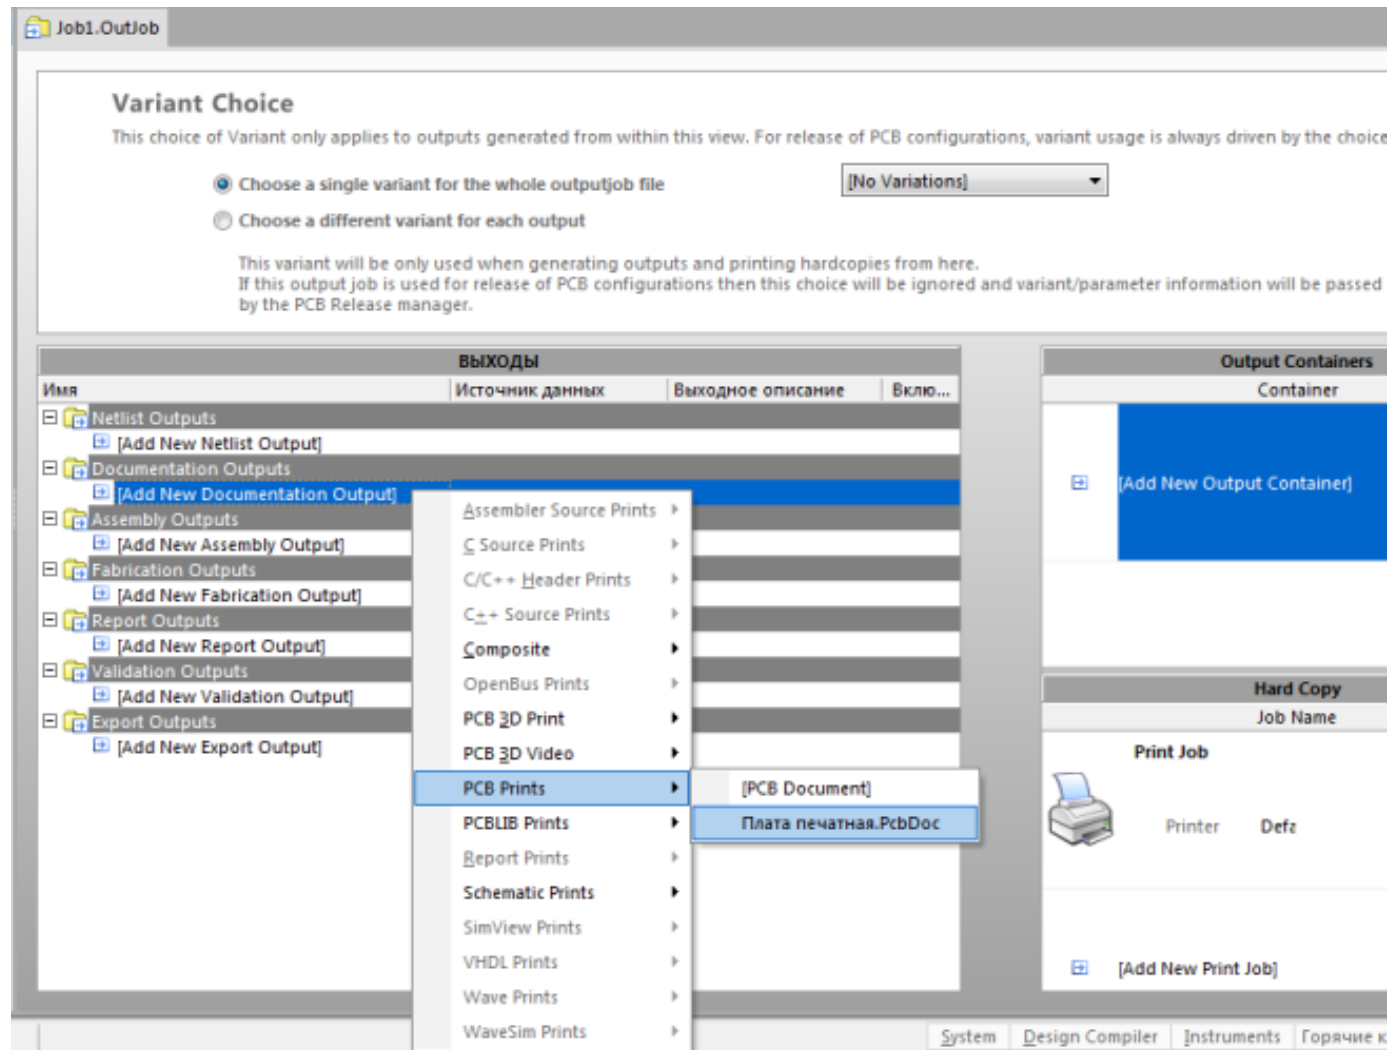 Job1.OutJob
Variant Choice
This choice of Variant only applies to outputs generated from within this view. For release of PCB configurations, variant usage is always driven by the choice
Choose a single variant for the whole outputjob file
[No Variations]
Choose a different variant for each output
This variant will be only used when generating outputs and printing hardcopies from here.
If this output job is used for release of PCB configurations then this choice will be ignored and variant/parameter information will be passed
by the PCB Release manager.
ВЫХОДЫ
Имя Источник данных Выходное описание Вклю...
Netlist Outputs
[Add New Netlist Output]
Documentation Outputs
[Add New Documentation Output]
Assembly Outputs
[Add New Assembly Output]
Fabrication Outputs
[Add New Fabrication Output]
Report Outputs
[Add New Report Output]
Validation Outputs
[Add New Validation Output]
Export Outputs
[Add New Export Output]
Assembler Source Prints
C Source Prints
C/C++ Header Prints
C++ Source Prints
Composite
OpenBus Prints
PCB 3D Print
PCB 3D Video
PCB Prints
PCBLIB Prints
Report Prints
Schematic Prints
SimView Prints
VHDL Prints
Wave Prints
WaveSim Prints
[PCB Document]
Плата печатная.PcbDoc
Output Containers
Container
[Add New Output Container]
Hard Copy
Job Name
Print Job
Printer Defa
[Add New Print Job]
System Design Compiler Instruments Горячие к